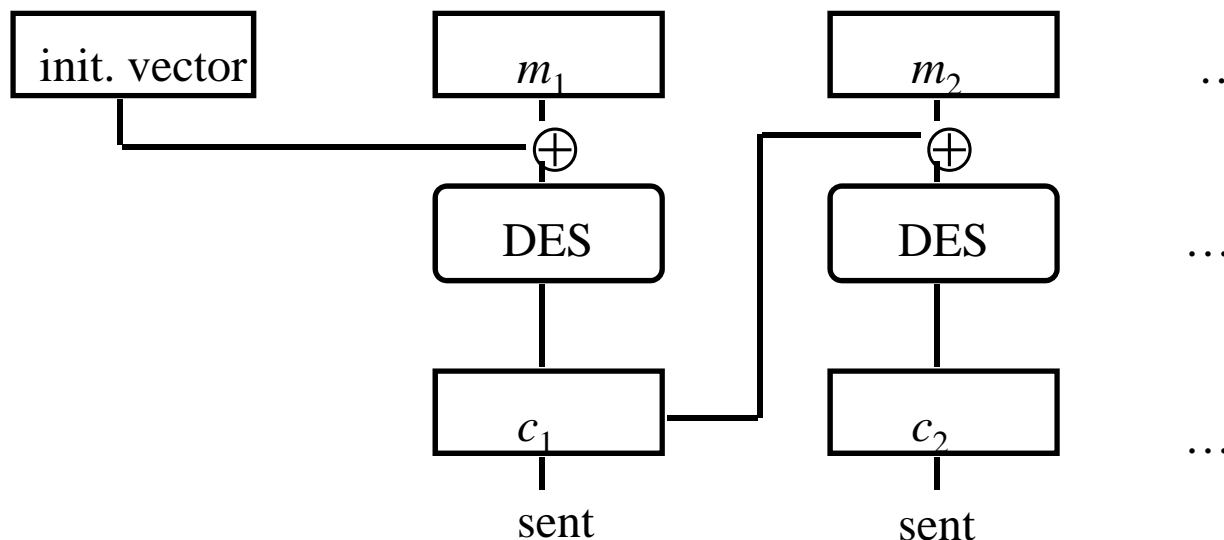 init. vector m₁ m₂ …
⊕ ⊕
DES DES …
c₁ c₂ …
sent sent